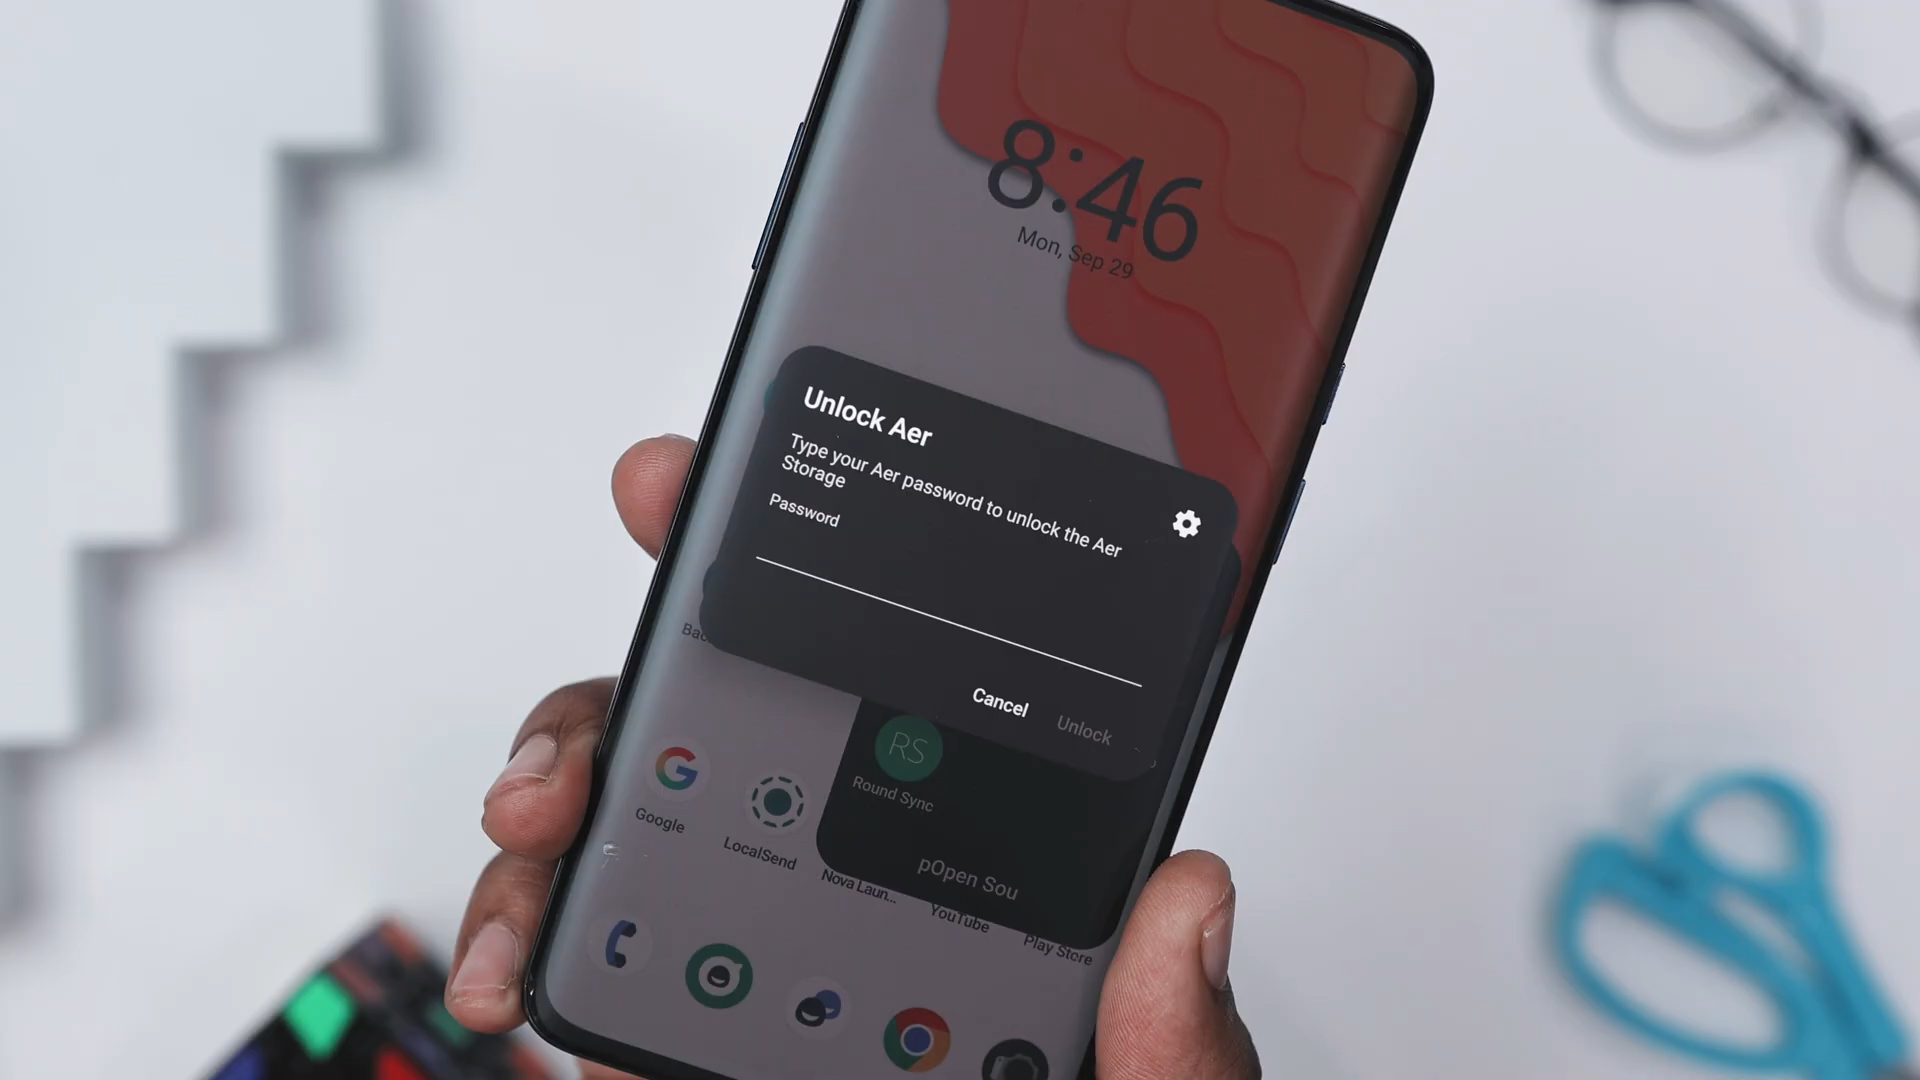 8:46
Mon, Sep 29
Unlock Aer
Type your Aer password to unlock the Aer
Storage
Password
Cancel
Unlock
RS
Round Sync
pOpen Sou
Google
LocalSend
Nova Laun...
YouTube
Play Store